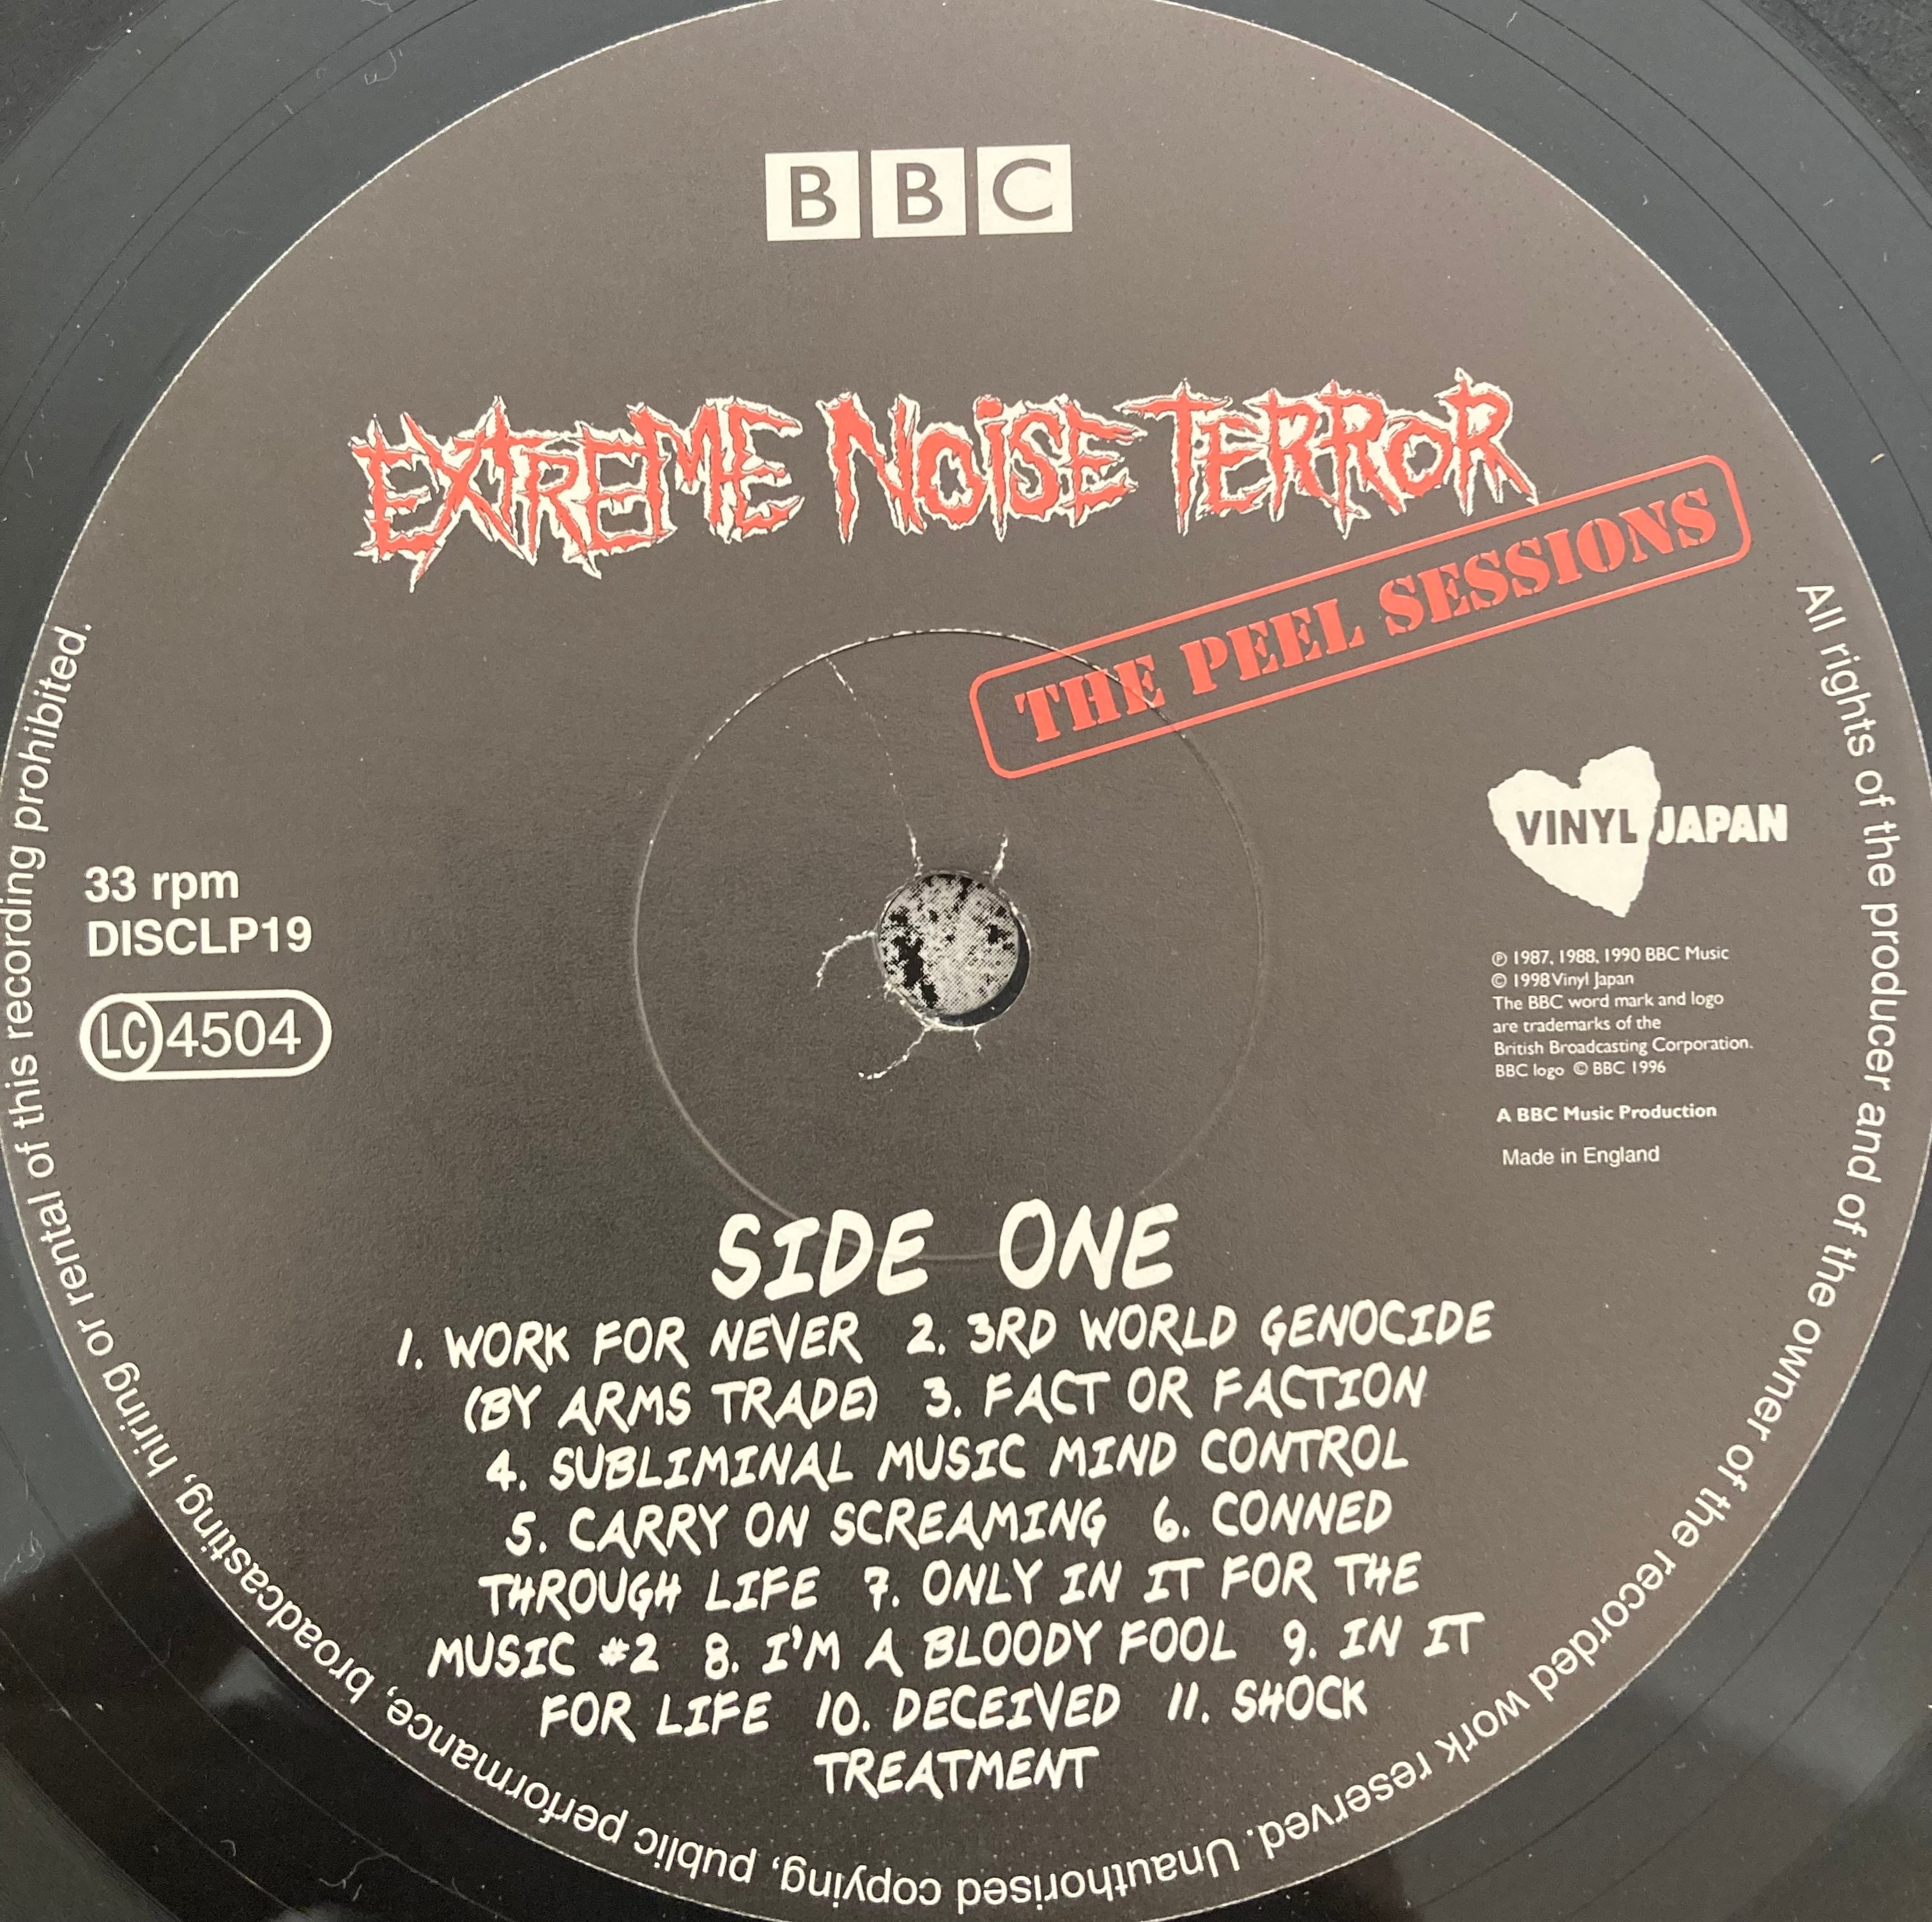 BBC
EXTREME NOISE TERROR
THE PEEL SESSIONS
33 rpm
DISCLP19
LC 4504
VINYL JAPAN
℗ 1987, 1988, 1990 BBC Music
© 1998 Vinyl Japan
The BBC word mark and logo
are trademarks of the
British Broadcasting Corporation.
BBC logo © BBC 1996
A BBC Music Production
Made in England
SIDE ONE
1. WORK FOR NEVER 2. 3RD WORLD GENOCIDE
(BY ARMS TRADE) 3. FACT OR FACTION
4. SUBLIMINAL MUSIC MIND CONTROL
5. CARRY ON SCREAMING 6. CONNED
THROUGH LIFE 7. ONLY IN IT FOR THE
MUSIC #2 8. I'M A BLOODY FOOL 9. IN IT
FOR LIFE 10. DECEIVED 11. SHOCK
TREATMENT
All rights of the producer and of the owner of the recorded work reserved. Unauthorised copying, public performance, broadcasting, hiring or rental of this recording prohibited.